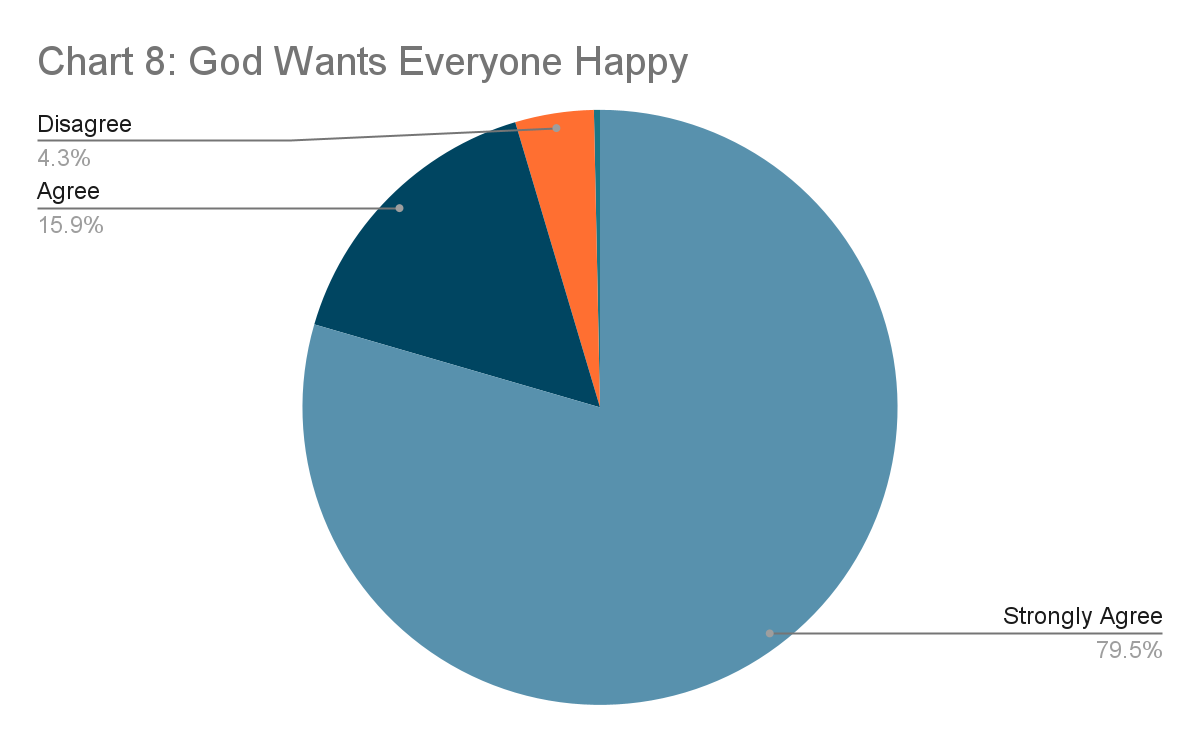 Chart 8: God Wants Everyone Happy
Disagree
4.3%
Agree
15.9%
Strongly Agree
79.5%